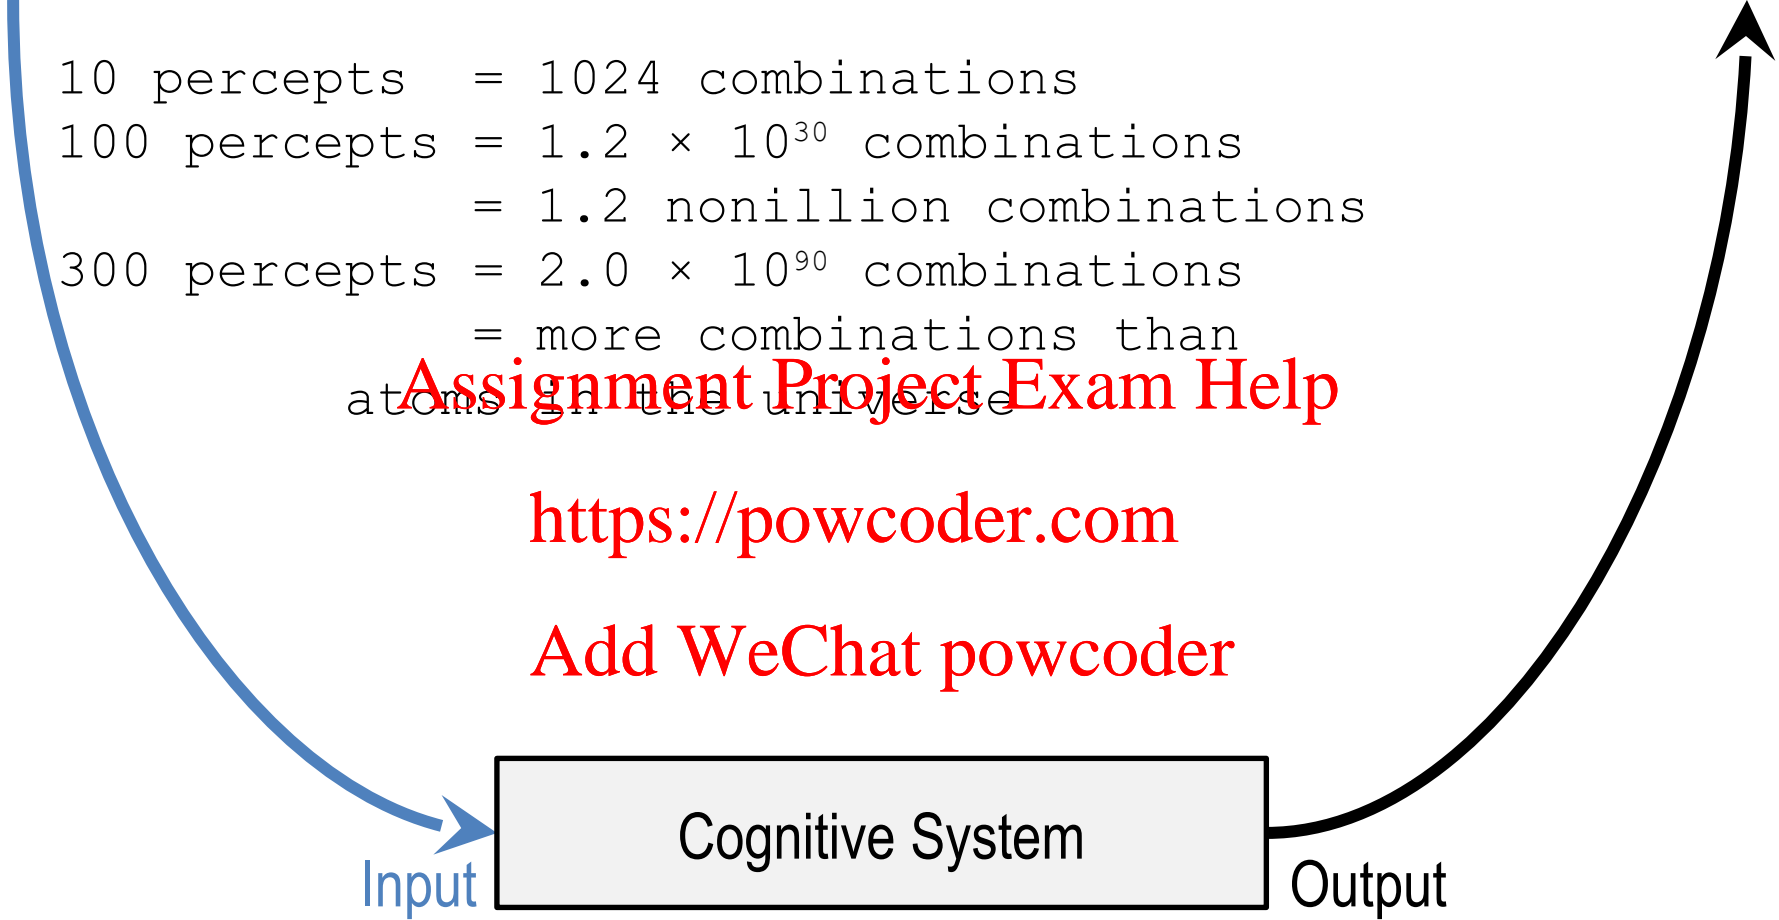 10 percepts = 1024 combinations
100 percepts = 1.2 × 10³⁰ combinations
= 1.2 nonillion combinations
300 percepts = 2.0 × 10⁹⁰ combinations
= more combinations than
atoms in the universe
Assignment Project Exam Help
https://powcoder.com
Add WeChat powcoder
Cognitive System
Input
Output